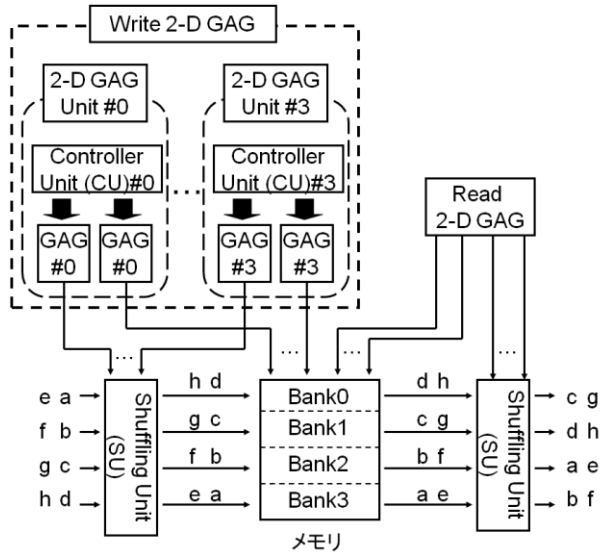 Write 2-D GAG
2-D GAG
Unit #0
2-D GAG
Unit #3
Controller
Unit (CU)#0
...
Controller
Unit (CU)#3
Read
2-D GAG
GAG
#0
GAG
#0
GAG
#3
GAG
#3
...
...
...
...
e a
f b
g c
h d
Shuffling Unit
(SU)
h d
g c
f b
e a
Bank0
Bank1
Bank2
Bank3
メモリ
d h
c g
b f
a e
Shuffling Unit
(SU)
c g
d h
a e
b f